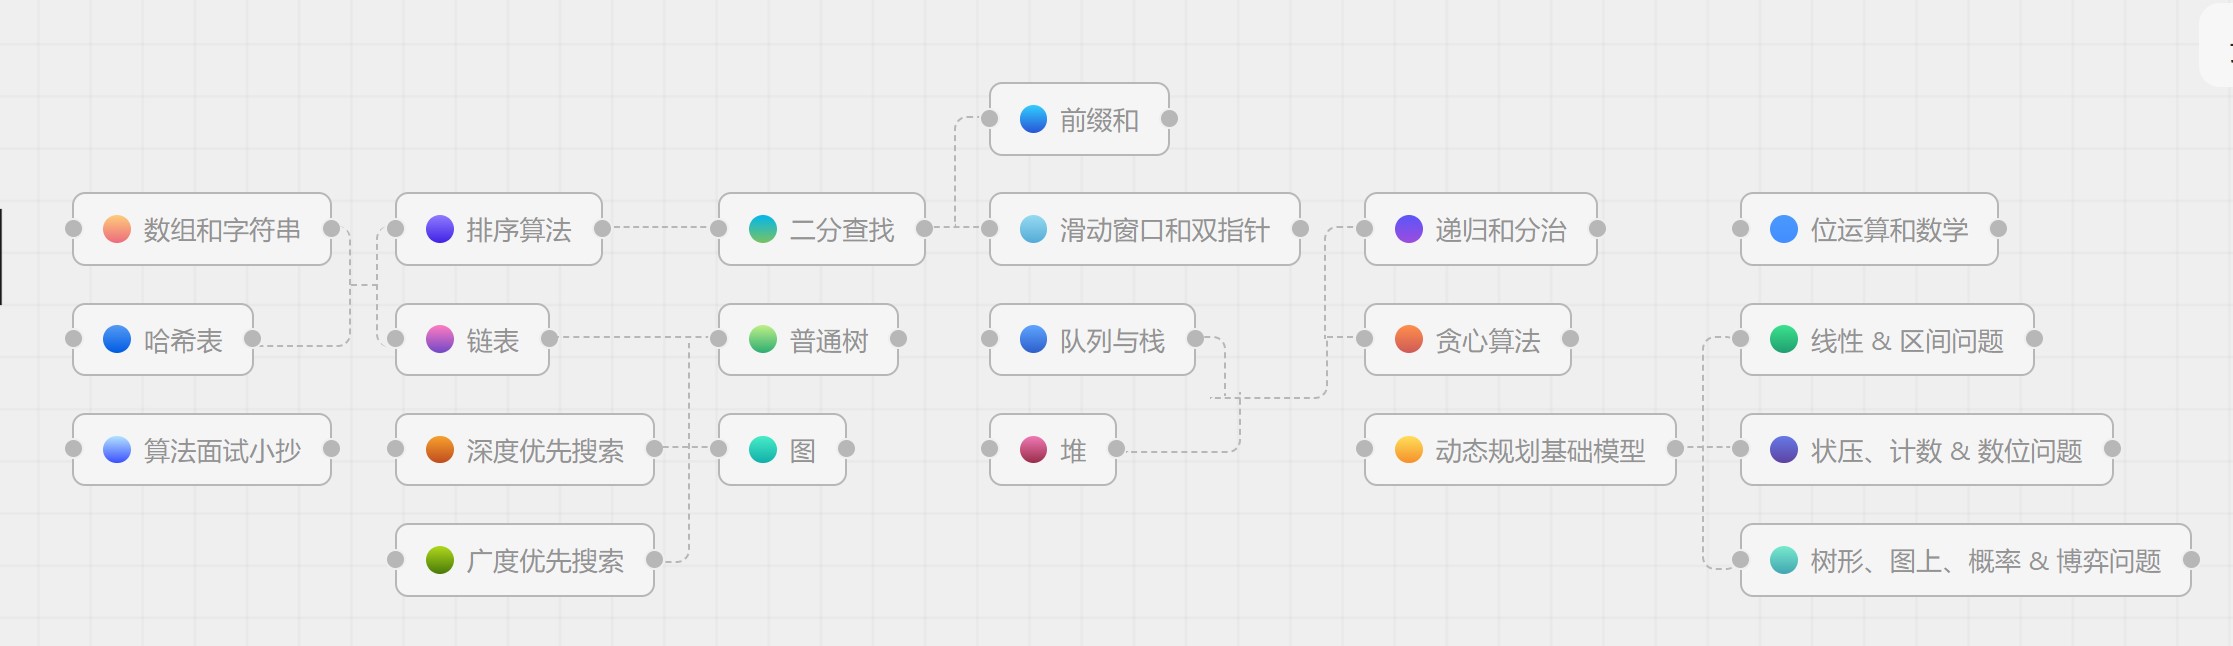 前缀和
数组和字符串
排序算法
二分查找
滑动窗口和双指针
递归和分治
位运算和数学
哈希表
链表
普通树
队列与栈
贪心算法
线性 & 区间问题
算法面试小抄
深度优先搜索
图
堆
动态规划基础模型
状压、计数 & 数位问题
广度优先搜索
树形、图上、概率 & 博弈问题